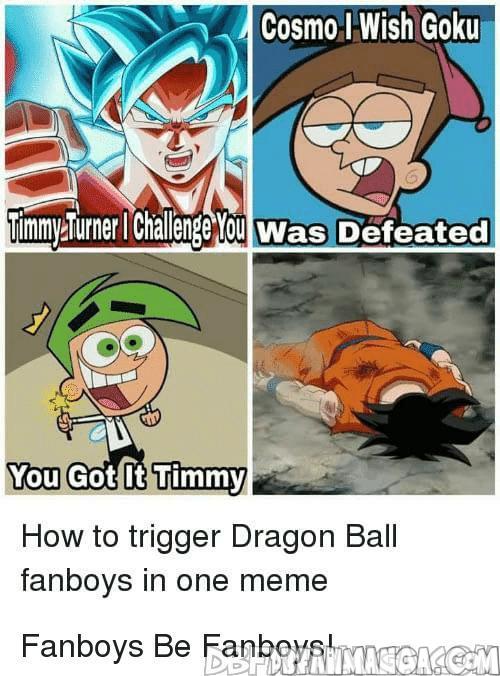 Timmy Turner I Challenge You
Cosmo I Wish Goku
Was Defeated
You Got It Timmy
How to trigger Dragon Ball
fanboys in one meme
Fanboys Be Fanboys!